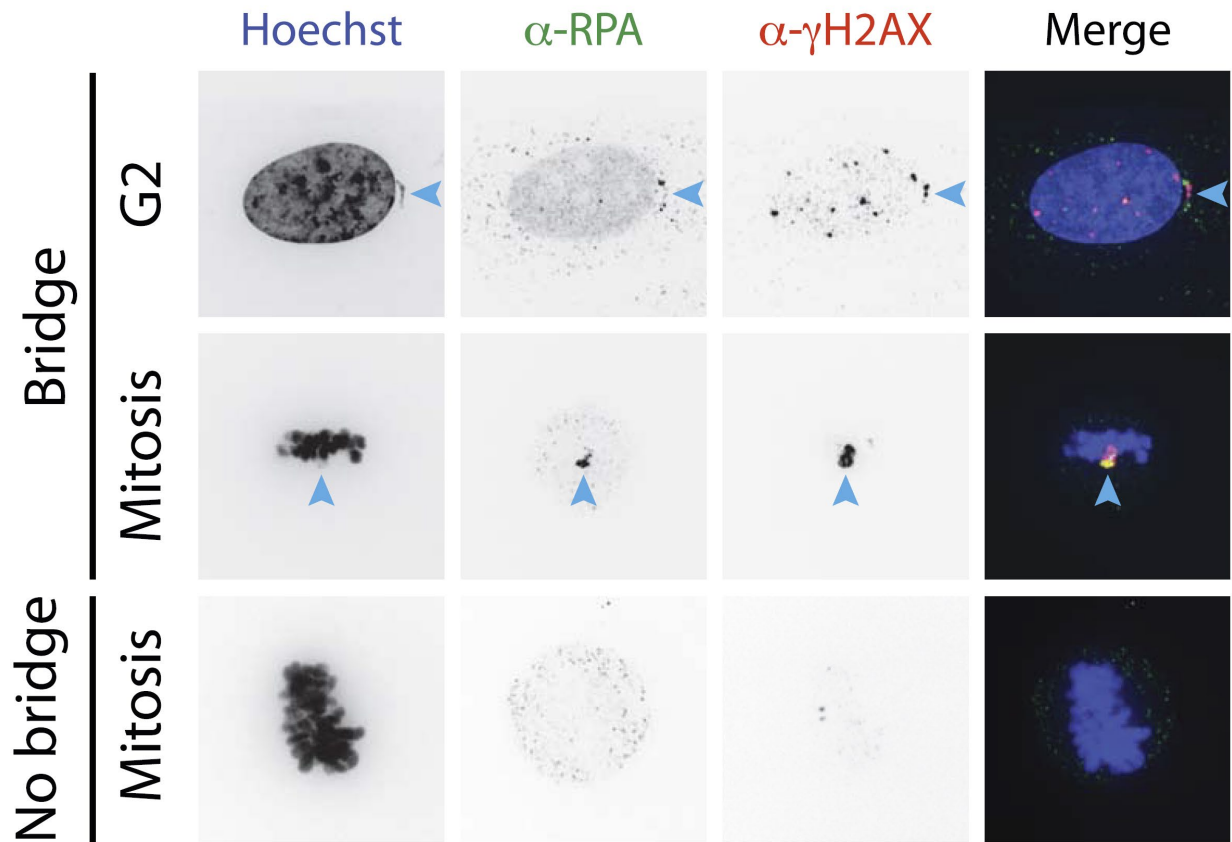 Hoechst
α-RPA
α-γH2AX
Merge
Bridge
G2
Mitosis
No bridge
Mitosis